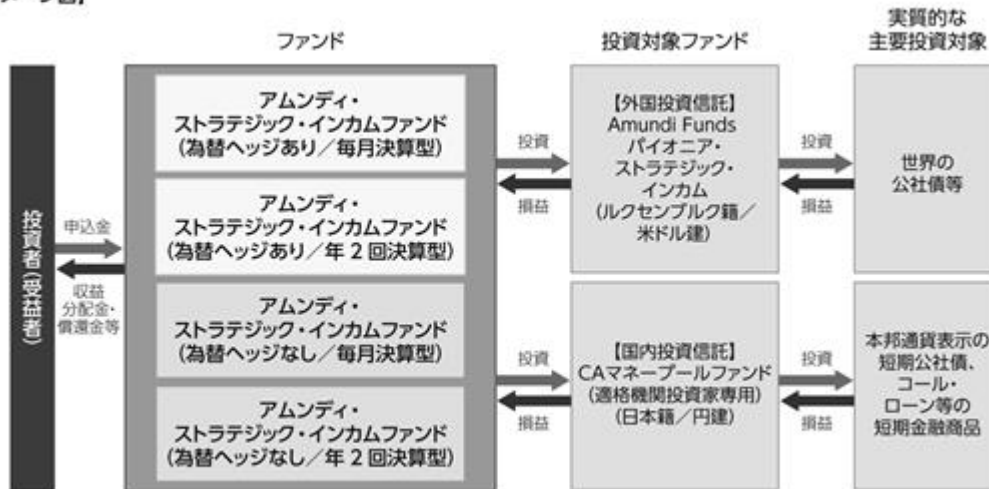 ファンド
投資対象ファンド
実質的な
主要投資対象
投資者(受益者)
申込金
収益
分配金・
償還金等
アムンディ・
ストラテジック・インカムファンド
(為替ヘッジあり/毎月決算型)
アムンディ・
ストラテジック・インカムファンド
(為替ヘッジあり/年2回決算型)
アムンディ・
ストラテジック・インカムファンド
(為替ヘッジなし/毎月決算型)
アムンディ・
ストラテジック・インカムファンド
(為替ヘッジなし/年2回決算型)
投資
損益
【外国投資信託】
Amundi Funds
パイオニア・
ストラテジック・
インカム
(ルクセンブルク籍/
米ドル建)
投資
損益
世界の
公社債等
投資
損益
【国内投資信託】
CAマネープールファンド
(適格機関投資家専用)
(日本籍/円建)
投資
損益
本邦通貨表示の
短期公社債、
コール・
ローン等の
短期金融商品